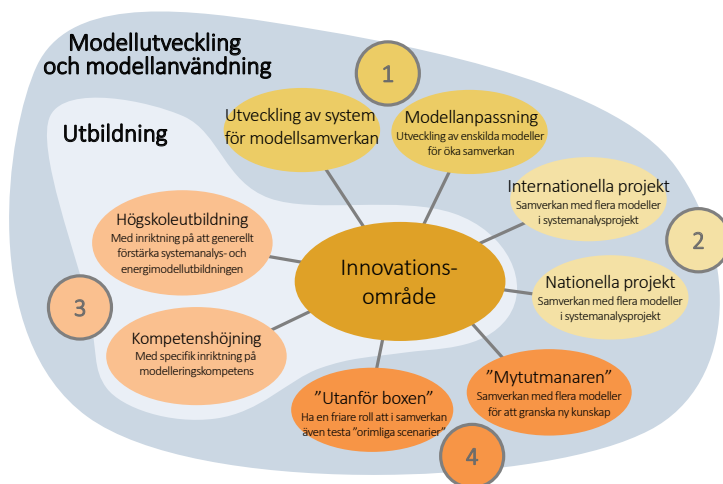 Modellutveckling
och modellanvändning
1
Utveckling av system
för modellsamverkan
Modellanpassning
Utveckling av enskilda modeller
för öka samverkan
Utbildning
Internationella projekt
Samverkan med flera modeller
i systemanalysprojekt
2
Högskoleutbildning
Med inriktning på att generellt
förstärka systemanalys- och
energimodellutbildningen
Innovations-
område
Nationella projekt
Samverkan med flera modeller
i systemanalysprojekt
3
Kompetenshöjning
Med specifik inriktning på
modelleringskompetens
"Utanför boxen"
Ha en friare roll att i samverkan
även testa "orimliga scenarier"
"Mytutmanaren"
Samverkan med flera modeller
för att granska ny kunskap
4